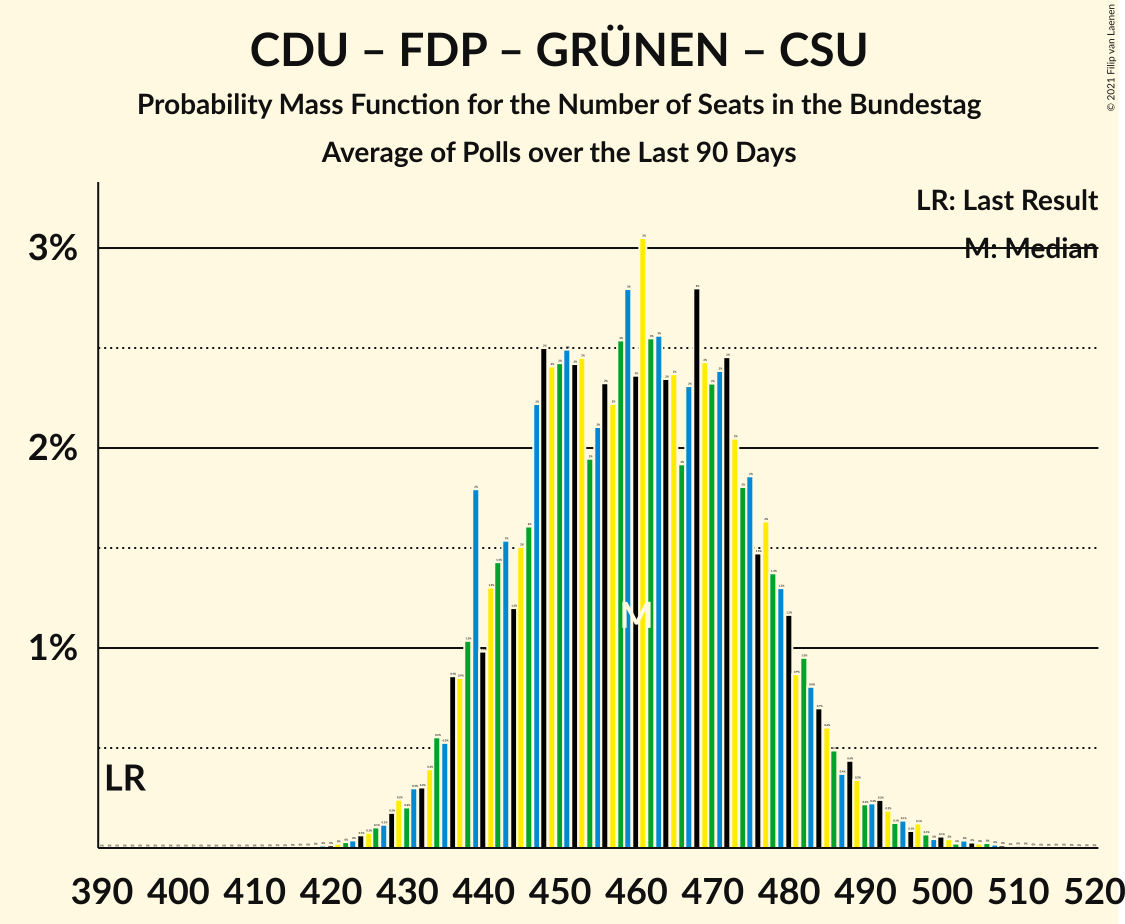 CDU – FDP – GRÜNEN – CSU
Probability Mass Function for the Number of Seats in the Bundestag
Average of Polls over the Last 90 Days
© 2021 Filip van Laenen
LR: Last Result
M: Median
3%
2%
1%
LR
M
390 400 410 420 430 440 450 460 470 480 490 500 510 520